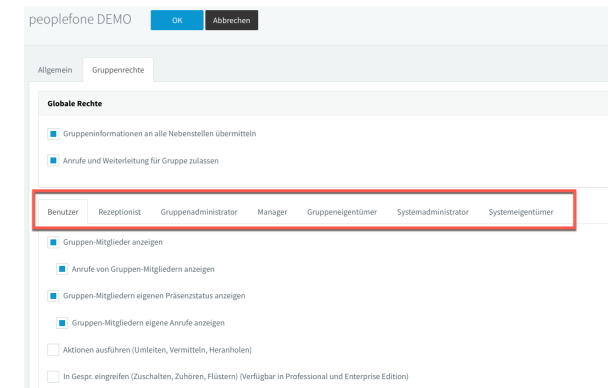 peoplefone DEMO OK Abbrechen
Allgemein Gruppenrechte
Globale Rechte
Gruppeninformationen an alle Nebenstellen übermitteln
Anrufe und Weiterleitung für Gruppe zulassen
Benutzer Rezeptionist Gruppenadministrator Manager Gruppeneigentümer Systemadministrator Systemeigentümer
Gruppen-Mitglieder anzeigen
Anrufe von Gruppen-Mitgliedern anzeigen
Gruppen-Mitgliedern eigenen Präsenzstatus anzeigen
Gruppen-Mitgliedern eigene Anrufe anzeigen
Aktionen ausführen (Umleiten, Vermitteln, Heranholen)
In Gespr. eingreifen (Zuschalten, Zuhören, Flüstern) (Verfügbar in Professional und Enterprise Edition)